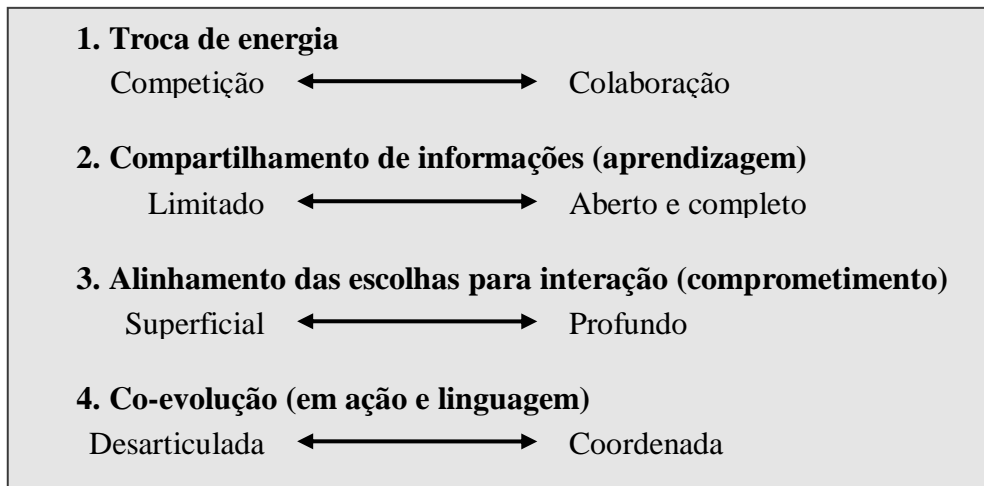 1. Troca de energia
Competição Colaboração
2. Compartilhamento de informações (aprendizagem)
Limitado Aberto e completo
3. Alinhamento das escolhas para interação (comprometimento)
Superficial Profundo
4. Co-evolução (em ação e linguagem)
Desarticulada Coordenada